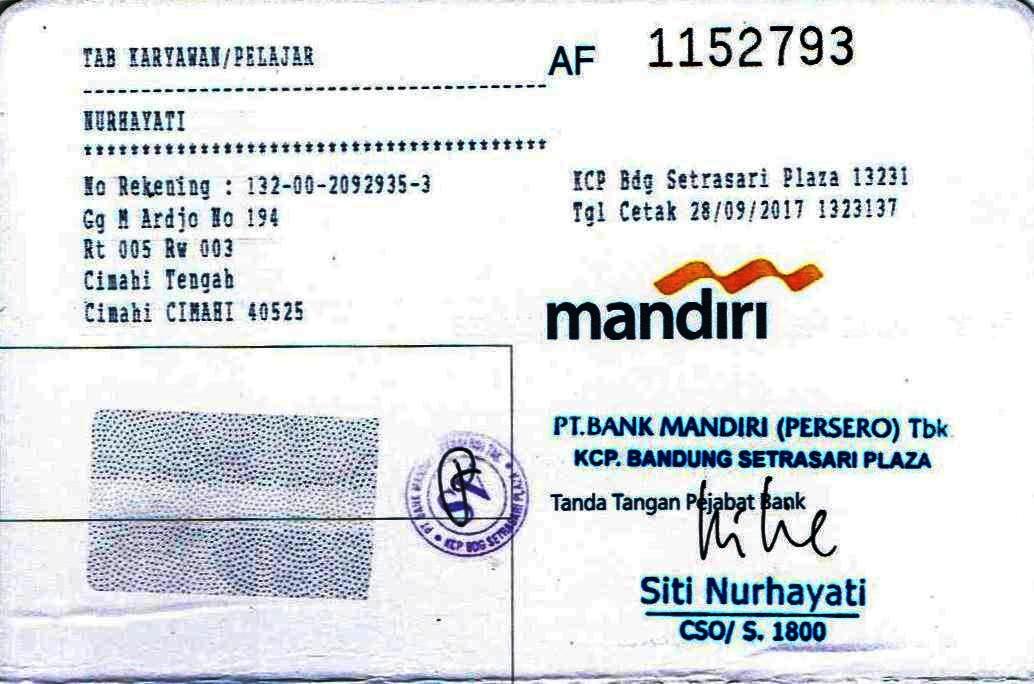 TAB KARYAWAN/PELAJAR
AF 1152793
NURHAYATI
No Rekening : 132-00-2092935-3
Gg M Ardjo No 194
Rt 005 Rw 003
Cimahi Tengah
Cimahi CIMAHI 40525
KCP Bdg Setrasari Plaza 13231
Tgl Cetak 28/09/2017 1323137
mandiri
PT.BANK MANDIRI (PERSERO) Tbk
KCP. BANDUNG SETRASARI PLAZA
Tanda Tangan Pejabat Bank
Siti Nurhayati
CSO/ S. 1800
KCP BDG SETRASARI PLAZA